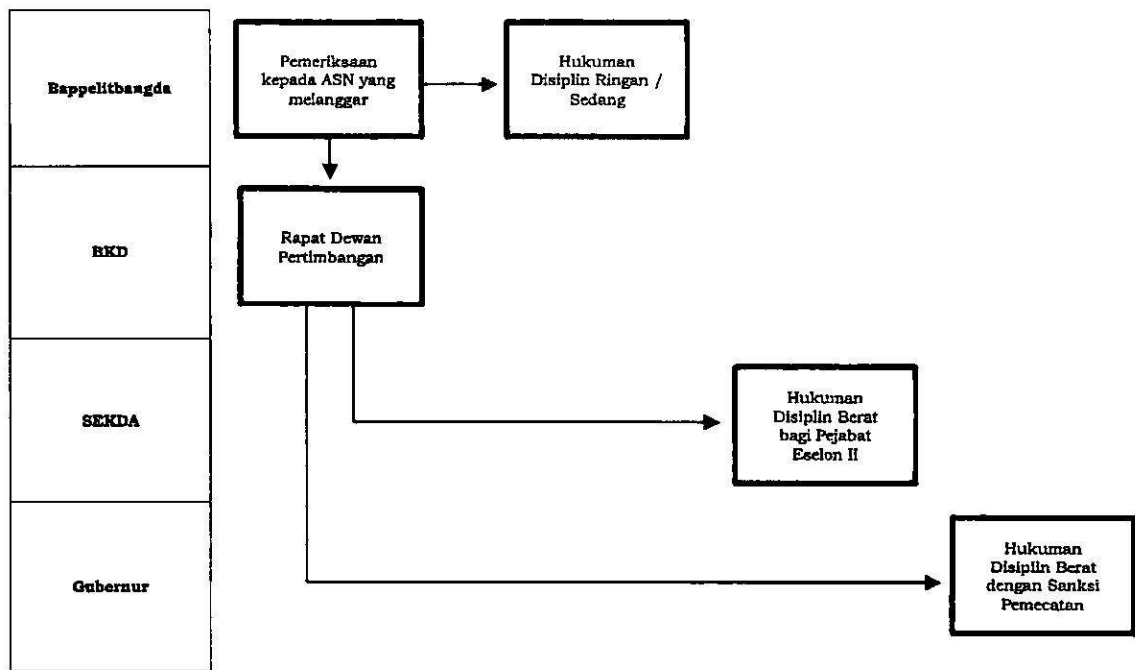 Bappelitbangda
Pemeriksaan
kepada ASN yang
melanggar
Hukuman
Disiplin Ringan /
Sedang
BKD
Rapat Dewan
Pertimbangan
SEKDA
Hukuman
Disiplin Berat
bagi Pejabat
Eselon II
Gubernur
Hukuman
Disiplin Berat
dengan Sanksi
Pemecatan